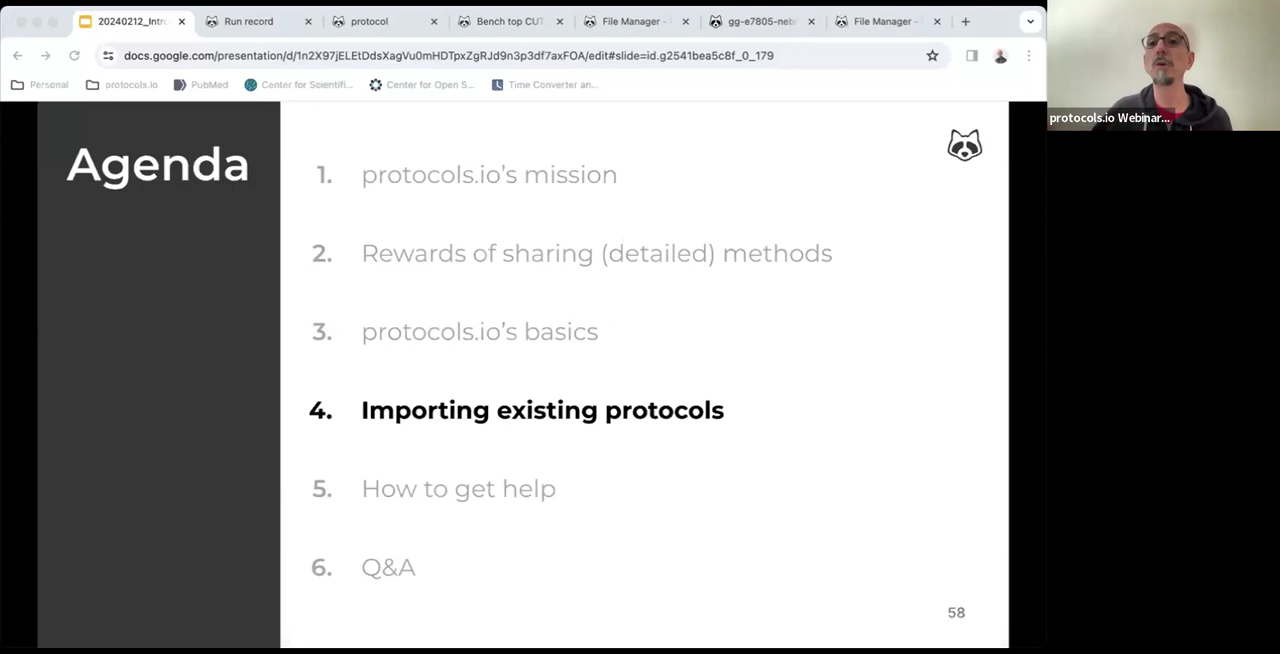 20240212_Intro
Run record
protocol
Bench top CUT
File Manager -
gg-e7805-neb
File Manager -
docs.google.com/presentation/d/1n2X97jELEtDdsXagVu0mHDTpxZgRJd9n3p3df7axFOA/edit#slide=id.g2541bea5c8f_0_179
Personal
protocols.io
PubMed
Center for Scientifi...
Center for Open S...
Time Converter an...
protocols.io Webinar...
Agenda
1. protocols.io’s mission
2. Rewards of sharing (detailed) methods
3. protocols.io’s basics
4. Importing existing protocols
5. How to get help
6. Q&A
58